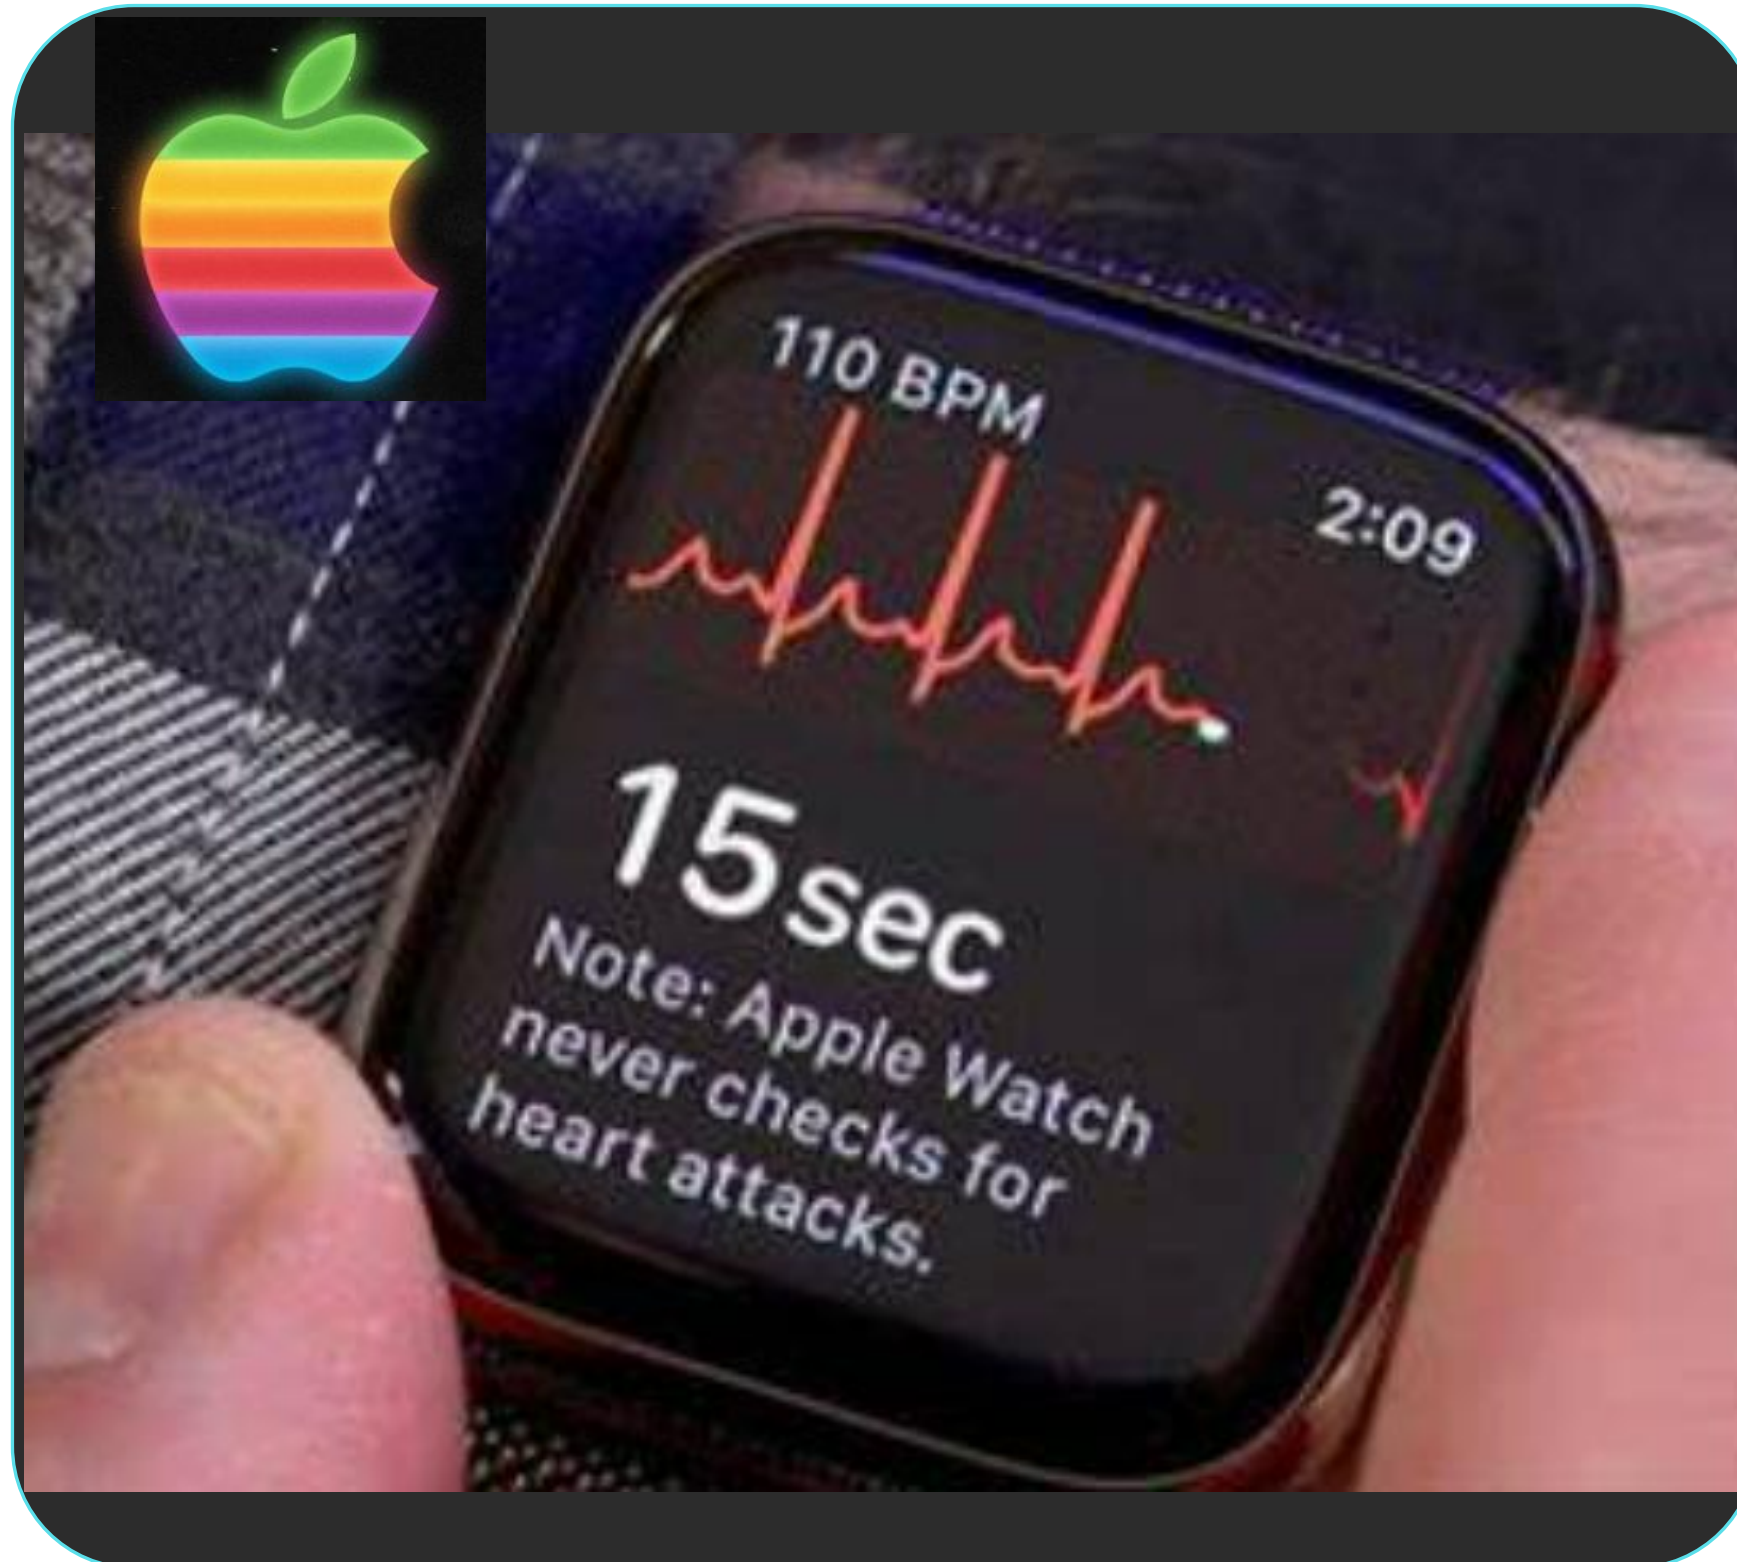 110 BPM
2:09
15sec
Note: Apple Watch
never checks for
heart attacks.